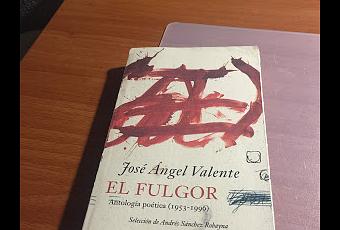 José Ángel Valente
EL FULGOR
Antología poética (1953-1996)
Selección de Andrés Sánchez Robayna